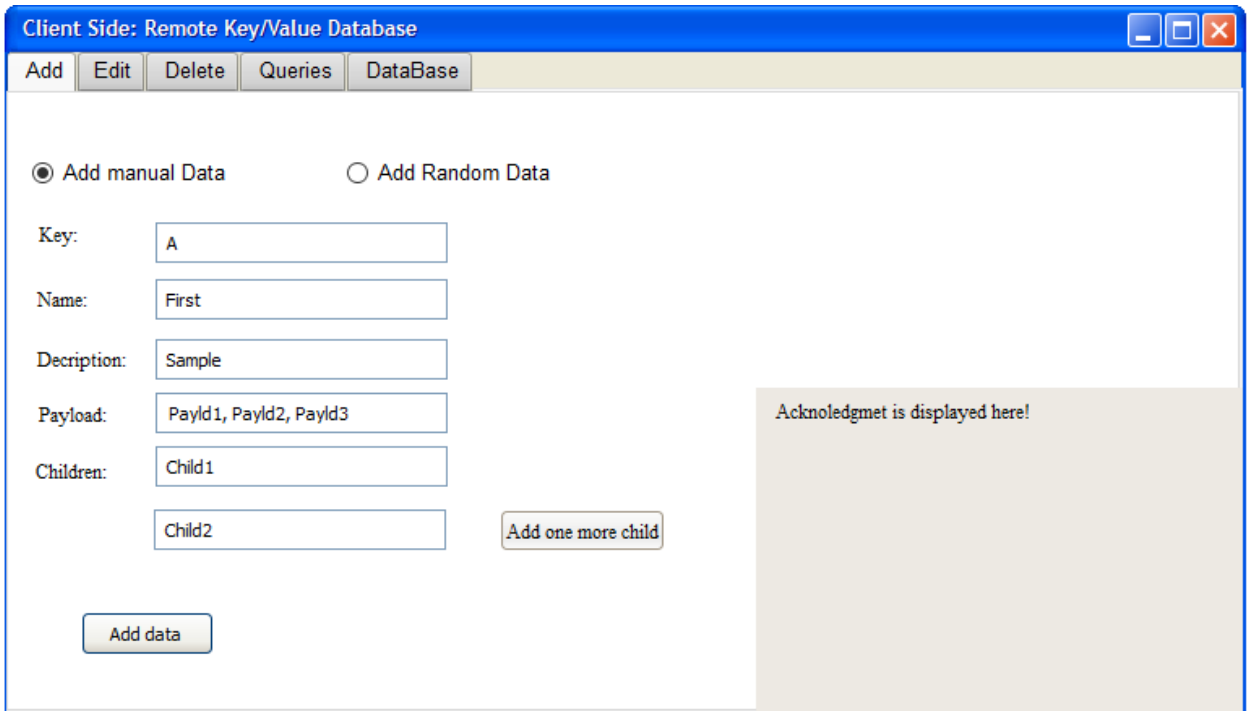 Client Side: Remote Key/Value Database
Add Edit Delete Queries DataBase
Add manual Data Add Random Data
Key: A
Name: First
Decription: Sample
Payload: Payld1, Payld2, Payld3
Acknoledgmet is displayed here!
Children: Child1
Child2 Add one more child
Add data